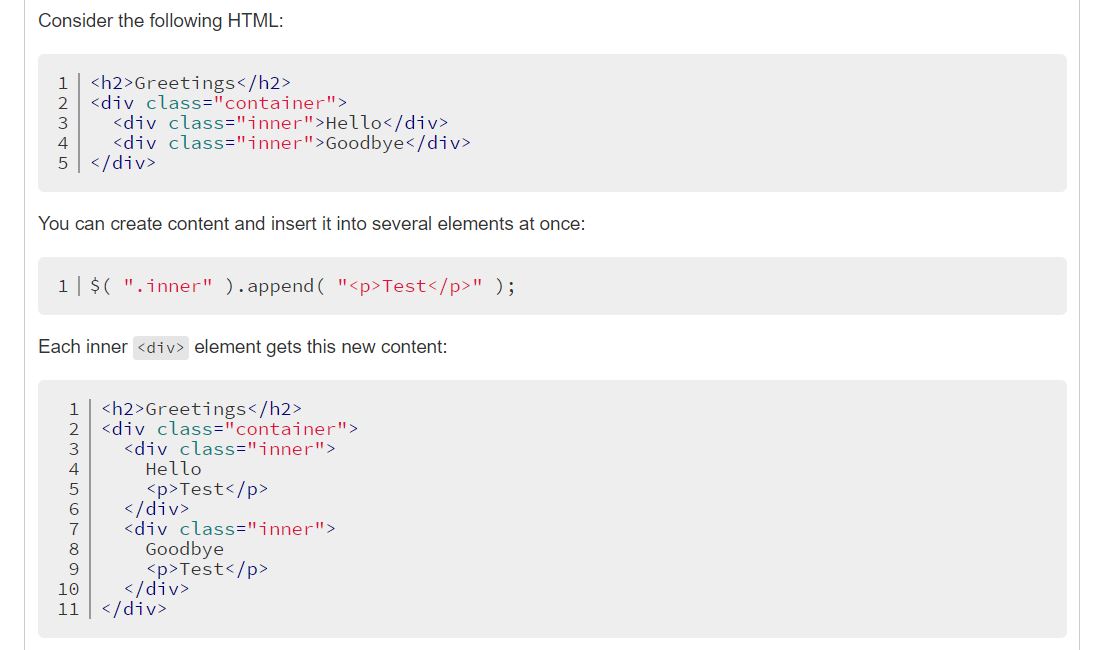 Consider the following HTML:
1 <h2>Greetings</h2>
2 <div class="container">
3   <div class="inner">Hello</div>
4   <div class="inner">Goodbye</div>
5 </div>
You can create content and insert it into several elements at once:
1 $( ".inner" ).append( "<p>Test</p>" );
Each inner <div> element gets this new content:
1 <h2>Greetings</h2>
2 <div class="container">
3   <div class="inner">
4     Hello
5     <p>Test</p>
6   </div>
7   <div class="inner">
8     Goodbye
9     <p>Test</p>
10   </div>
11 </div>